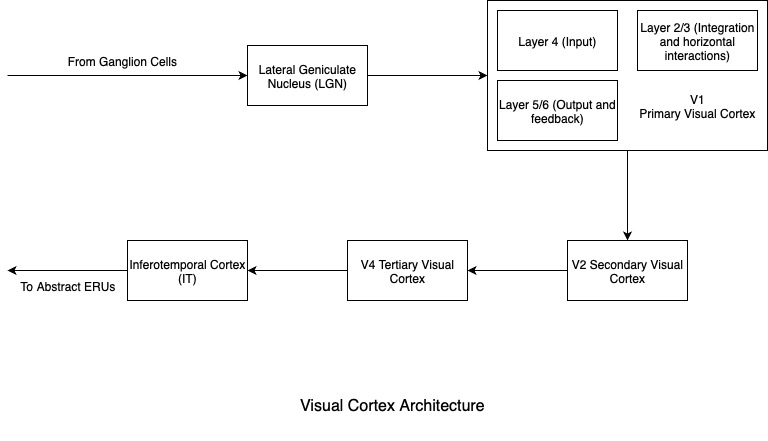 From Ganglion Cells
Lateral Geniculate
Nucleus (LGN)
Layer 4 (Input)
Layer 2/3 (Integration
and horizontal
interactions)
Layer 5/6 (Output and
feedback)
V1
Primary Visual Cortex
Inferotemporal Cortex
(IT)
V4 Tertiary Visual
Cortex
V2 Secondary Visual
Cortex
To Abstract ERUs
Visual Cortex Architecture